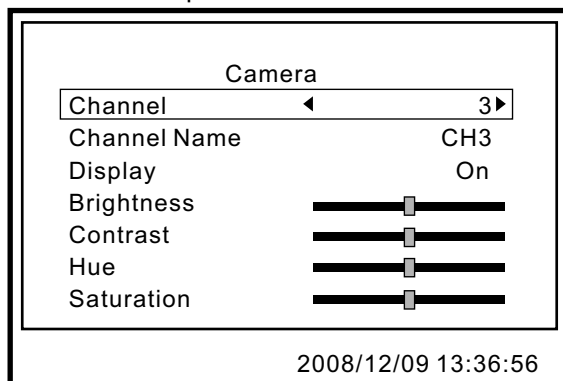 Camera
Channel 3
Channel Name CH3
Display On
Brightness
Contrast
Hue
Saturation
2008/12/09 13:36:56